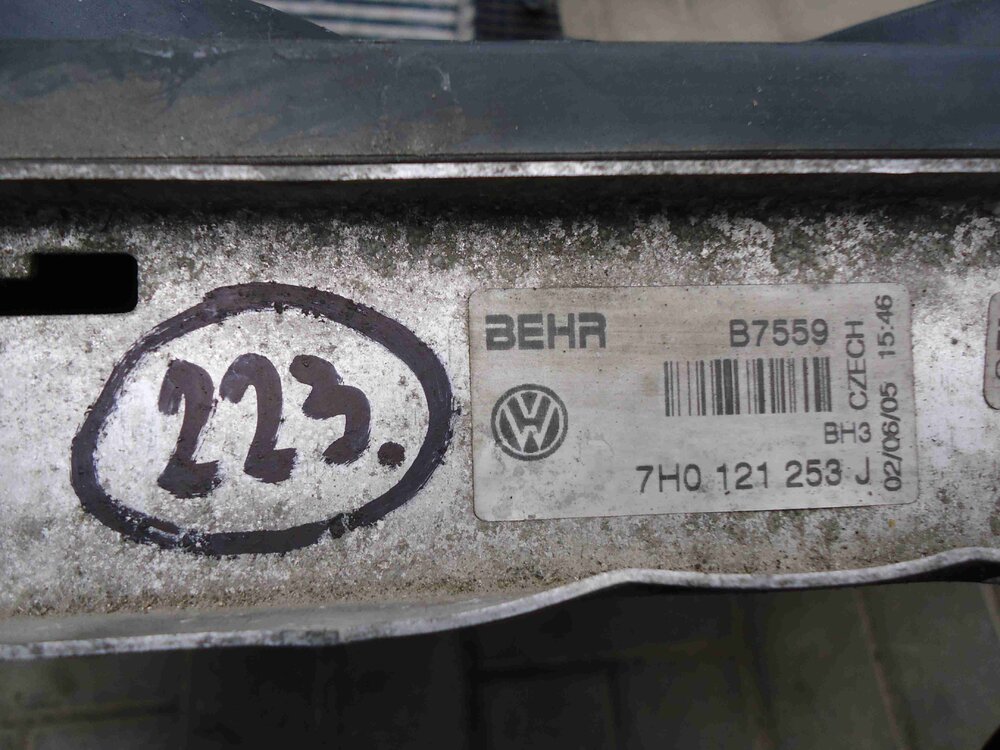 223.
BEHR
B7559
BH3
7H0 121 253 J
CZECH
02/06/05 15:46